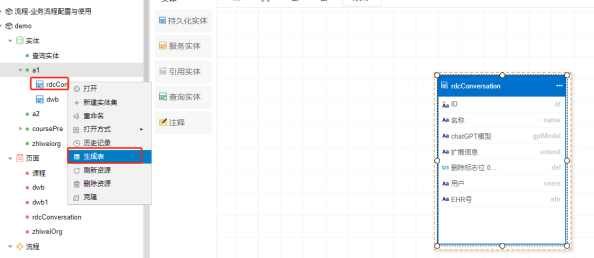 流程-业务流程配置与使用
demo
实体
查询实体
a1
rdcCon
dwb
a2
coursePre
zhiweiorg
页面
课程
dwb
dwb1
rdcConversation
zhiweiOrg
流程
打开
新建实体集
重命名
打开方式
历史记录
生成表
刷新资源
删除资源
克隆
持久化实体
服务实体
引用实体
查询实体
注释
rdcConversation
ID id
名称 name
chatGPT模型 gptModel
扩展信息 extend
删除标志位 0... del
用户 users
EHR号 ehr